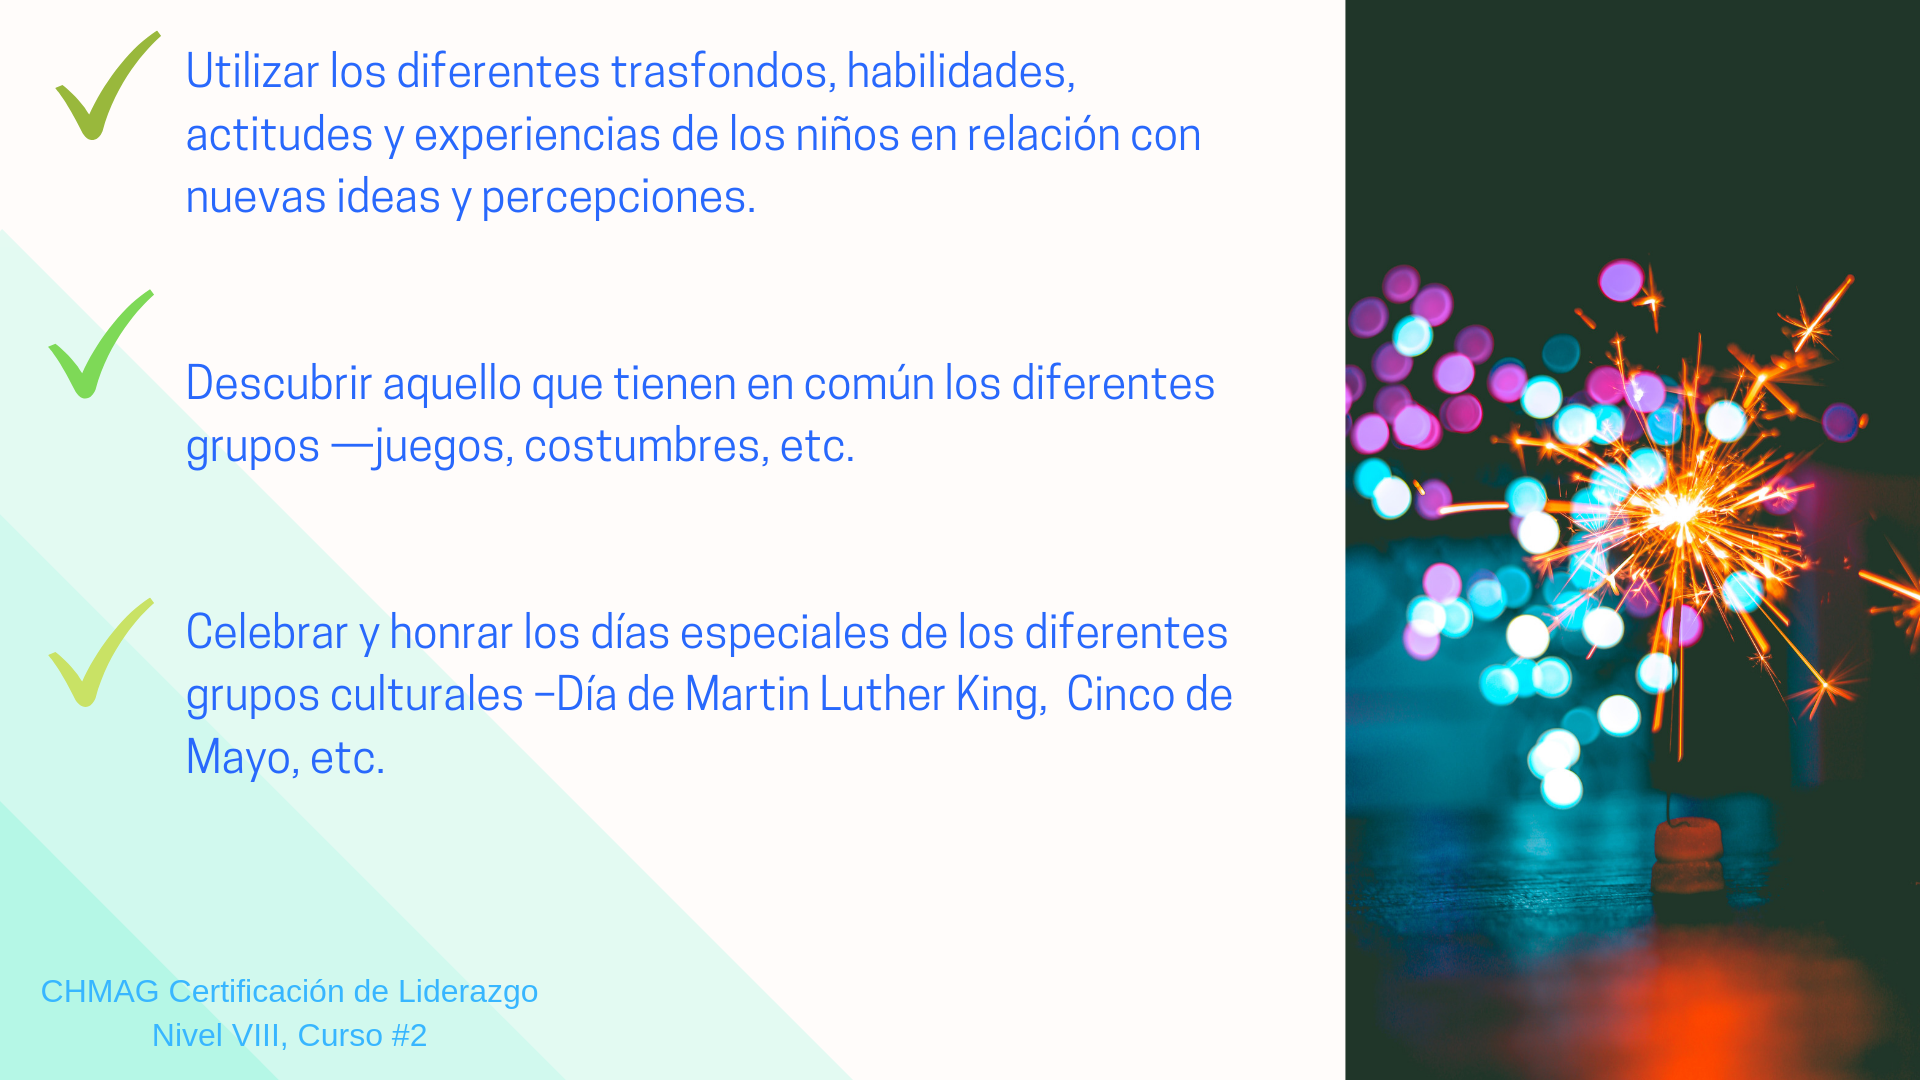 Utilizar los diferentes trasfondos, habilidades,
actitudes y experiencias de los niños en relación con
nuevas ideas y percepciones.
Descubrir aquello que tienen en común los diferentes
grupos —juegos, costumbres, etc.
Celebrar y honrar los días especiales de los diferentes
grupos culturales –Día de Martin Luther King,  Cinco de
Mayo, etc.
CHMAG Certificación de Liderazgo
Nivel VIII, Curso #2